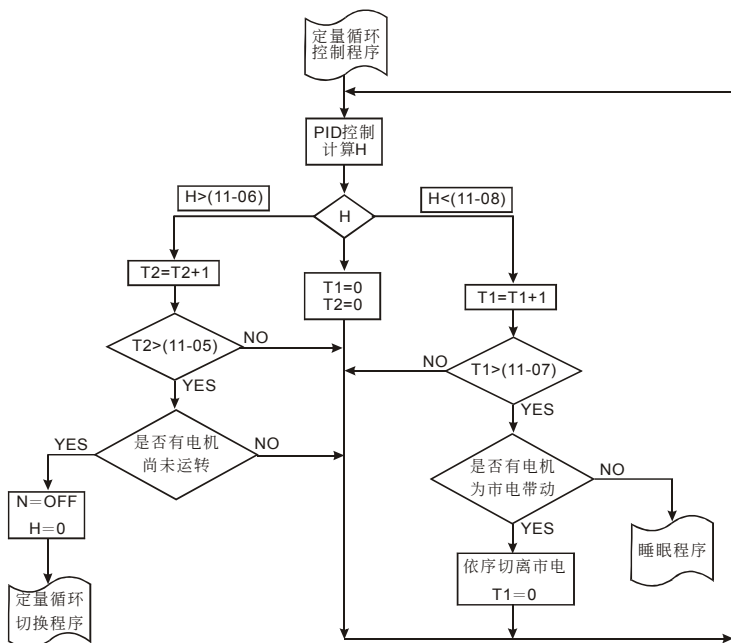 定量循环
控制程序
PID控制
计算H
H>(11-06)
H
H<(11-08)
T2=T2+1
T1=0
T2=0
T1=T1+1
T2>(11-05)
NO
NO
T1>(11-07)
YES
YES
YES
是否有电机
尚未运转
NO
是否有电机
为市电带动
NO
YES
N=OFF
H=0
依序切离市电
T1=0
睡眠程序
定量循环
切换程序